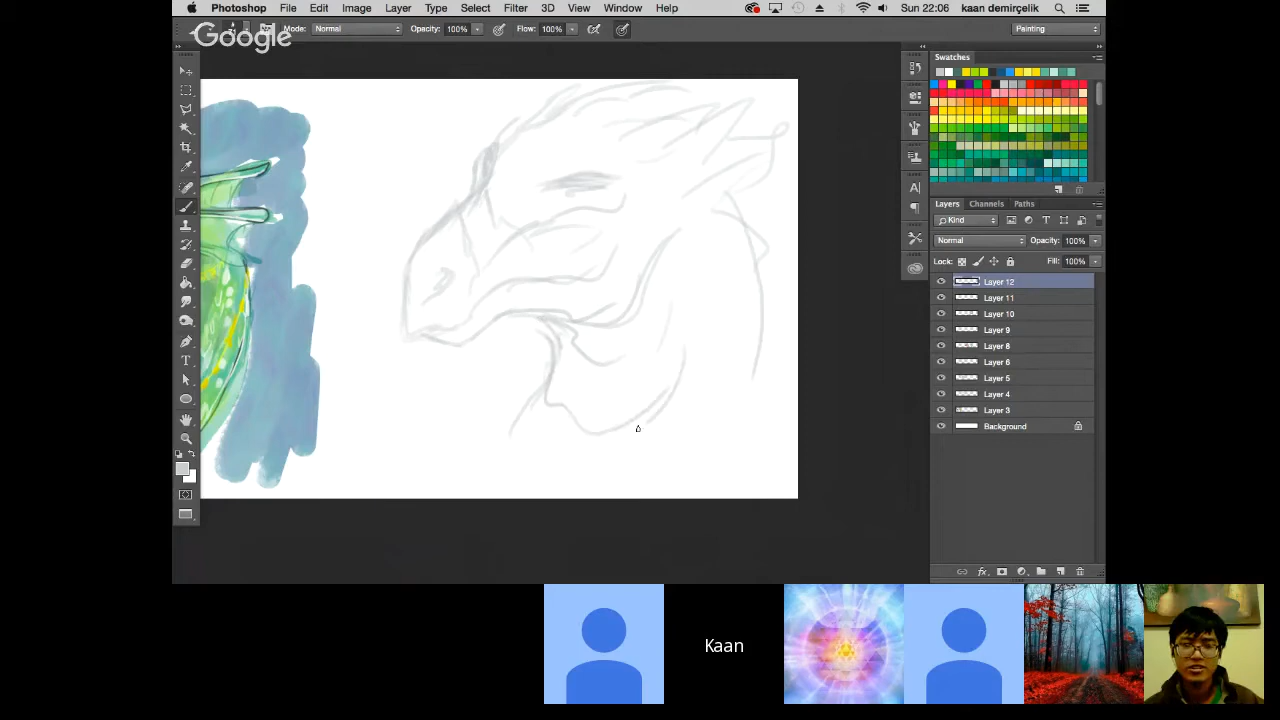 Photoshop File Edit Image Layer Type Select Filter 3D View Window Help Sun 22:06 kaan demirçelik
Google
Mode: Normal Opacity: 100% Flow: 100% Painting
Swatches
Layers Channels Paths
Kind
Normal Opacity: 100%
Lock: Fill: 100%
Layer 12
Layer 11
Layer 10
Layer 9
Layer 8
Layer 6
Layer 5
Layer 4
Layer 3
Background
Kaan